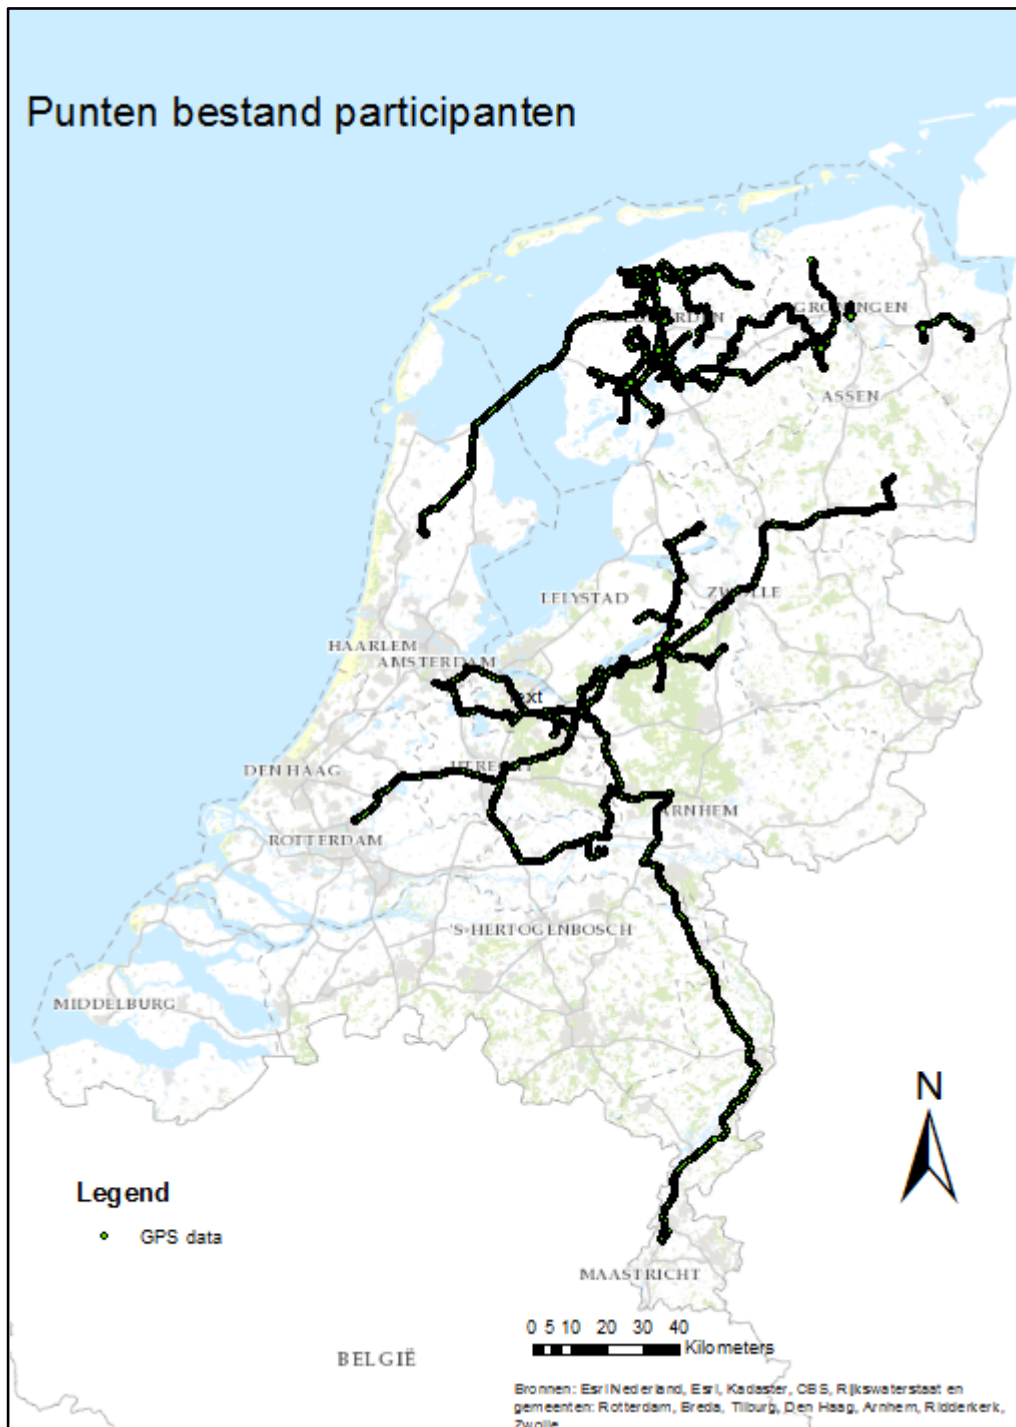 Punten bestand participanten
GRONINGEN
ASSEN
LELYSTAD
ZWOLLE
HAARLEM
AMSTERDAM
ext
DEN HAAG
UTRECHT
ARNHEM
ROTTERDAM
'S-HERTOGENBOSCH
MIDDELBURG
N
Legend
GPS data
MAASTRICHT
0 5 10 20 30 40
Kilometers
BELGIË
Bronnen: Esri Nederland, Esri, Kadaster, CBS, Rijkswaterstaat en
gemeenten: Rotterdam, Breda, Tilburg, Den Haag, Arnhem, Ridderkerk,
Zwolle